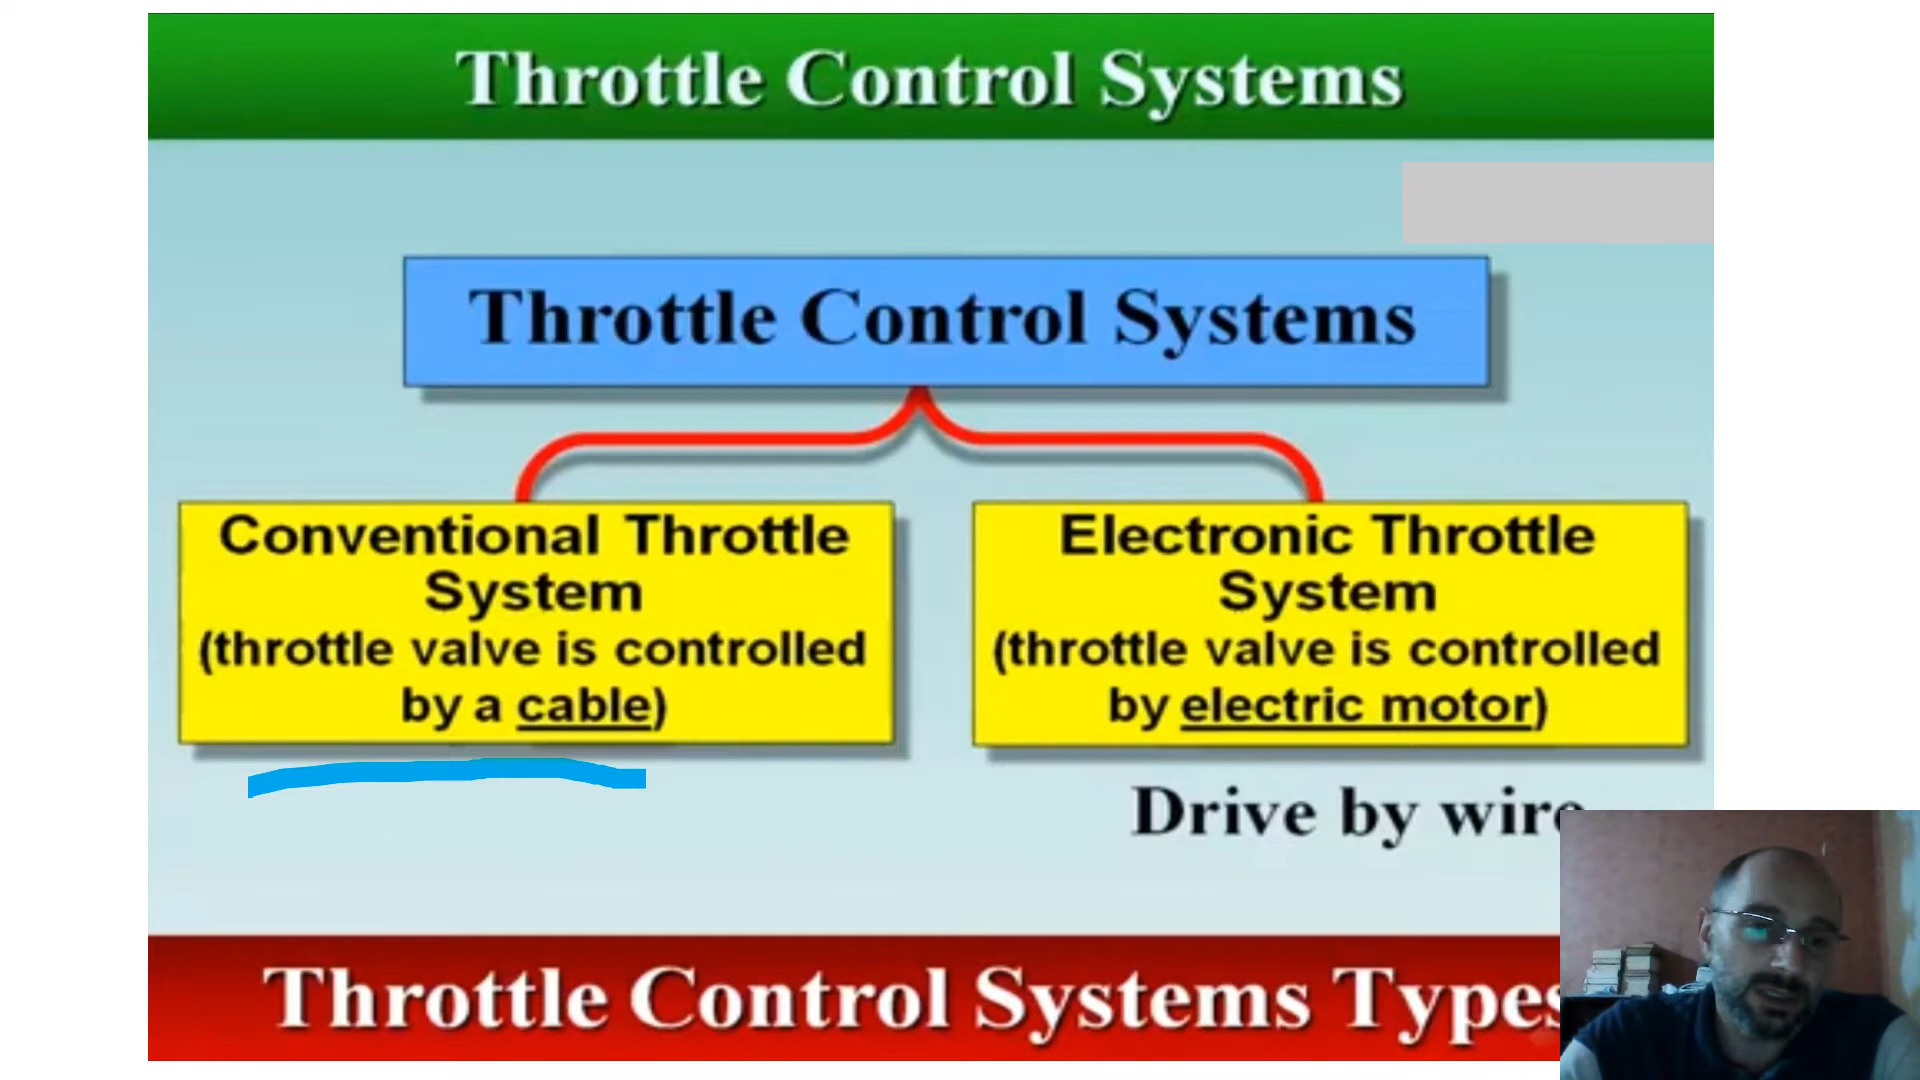 Throttle Control Systems
Throttle Control Systems
Conventional Throttle
System
(throttle valve is controlled
by a cable)
Electronic Throttle
System
(throttle valve is controlled
by electric motor)
Drive by wire
Throttle Control Systems Types